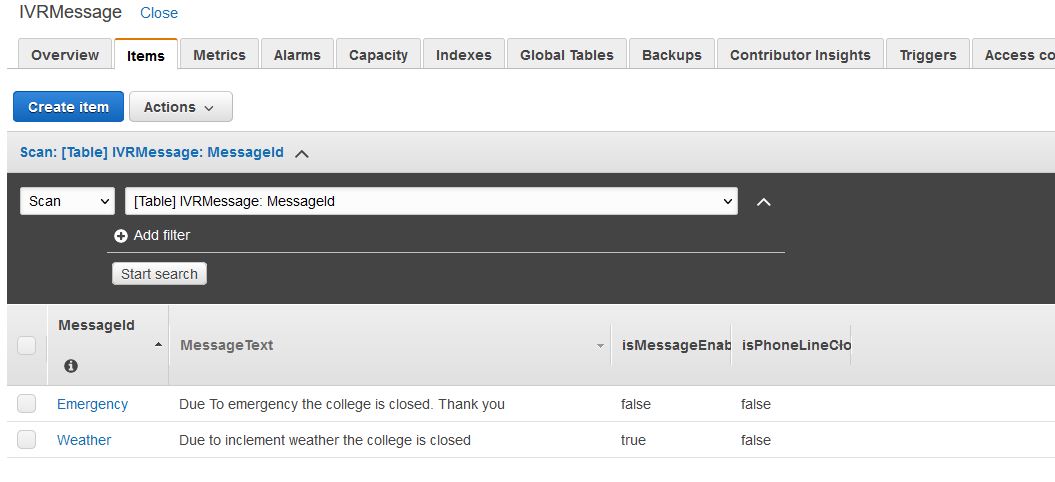 IVRMessage Close
Overview Items Metrics Alarms Capacity Indexes Global Tables Backups Contributor Insights Triggers Access co
Create item Actions
Scan: [Table] IVRMessage: MessageId
Scan [Table] IVRMessage: MessageId
Add filter
Start search
MessageId MessageText isMessageEnab isPhoneLineClo
Emergency Due To emergency the college is closed. Thank you false false
Weather Due to inclement weather the college is closed true false